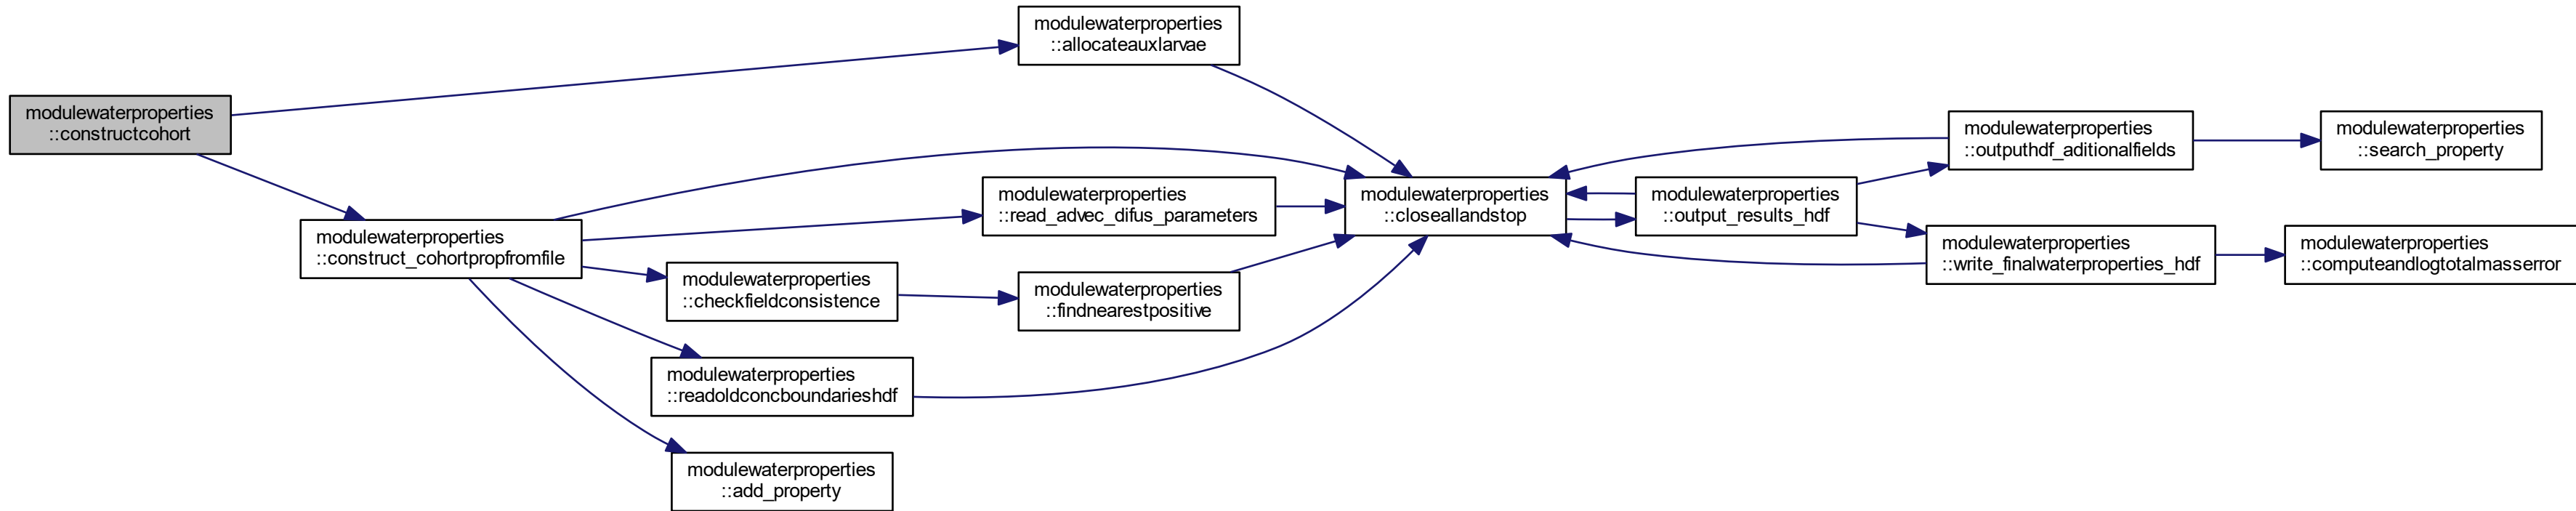 modulewaterproperties
::constructcohort
modulewaterproperties
::allocateauxlarvae
modulewaterproperties
::construct_cohortpropfromfile
modulewaterproperties
::read_advec_difus_parameters
modulewaterproperties
::checkfieldconsistence
modulewaterproperties
::findnearestpositive
modulewaterproperties
::readoldconcboundarieshdf
modulewaterproperties
::add_property
modulewaterproperties
::closeallandstop
modulewaterproperties
::output_results_hdf
modulewaterproperties
::outputhdf_aditionalfields
modulewaterproperties
::search_property
modulewaterproperties
::write_finalwaterproperties_hdf
modulewaterproperties
::computeandlogtotalmasserror